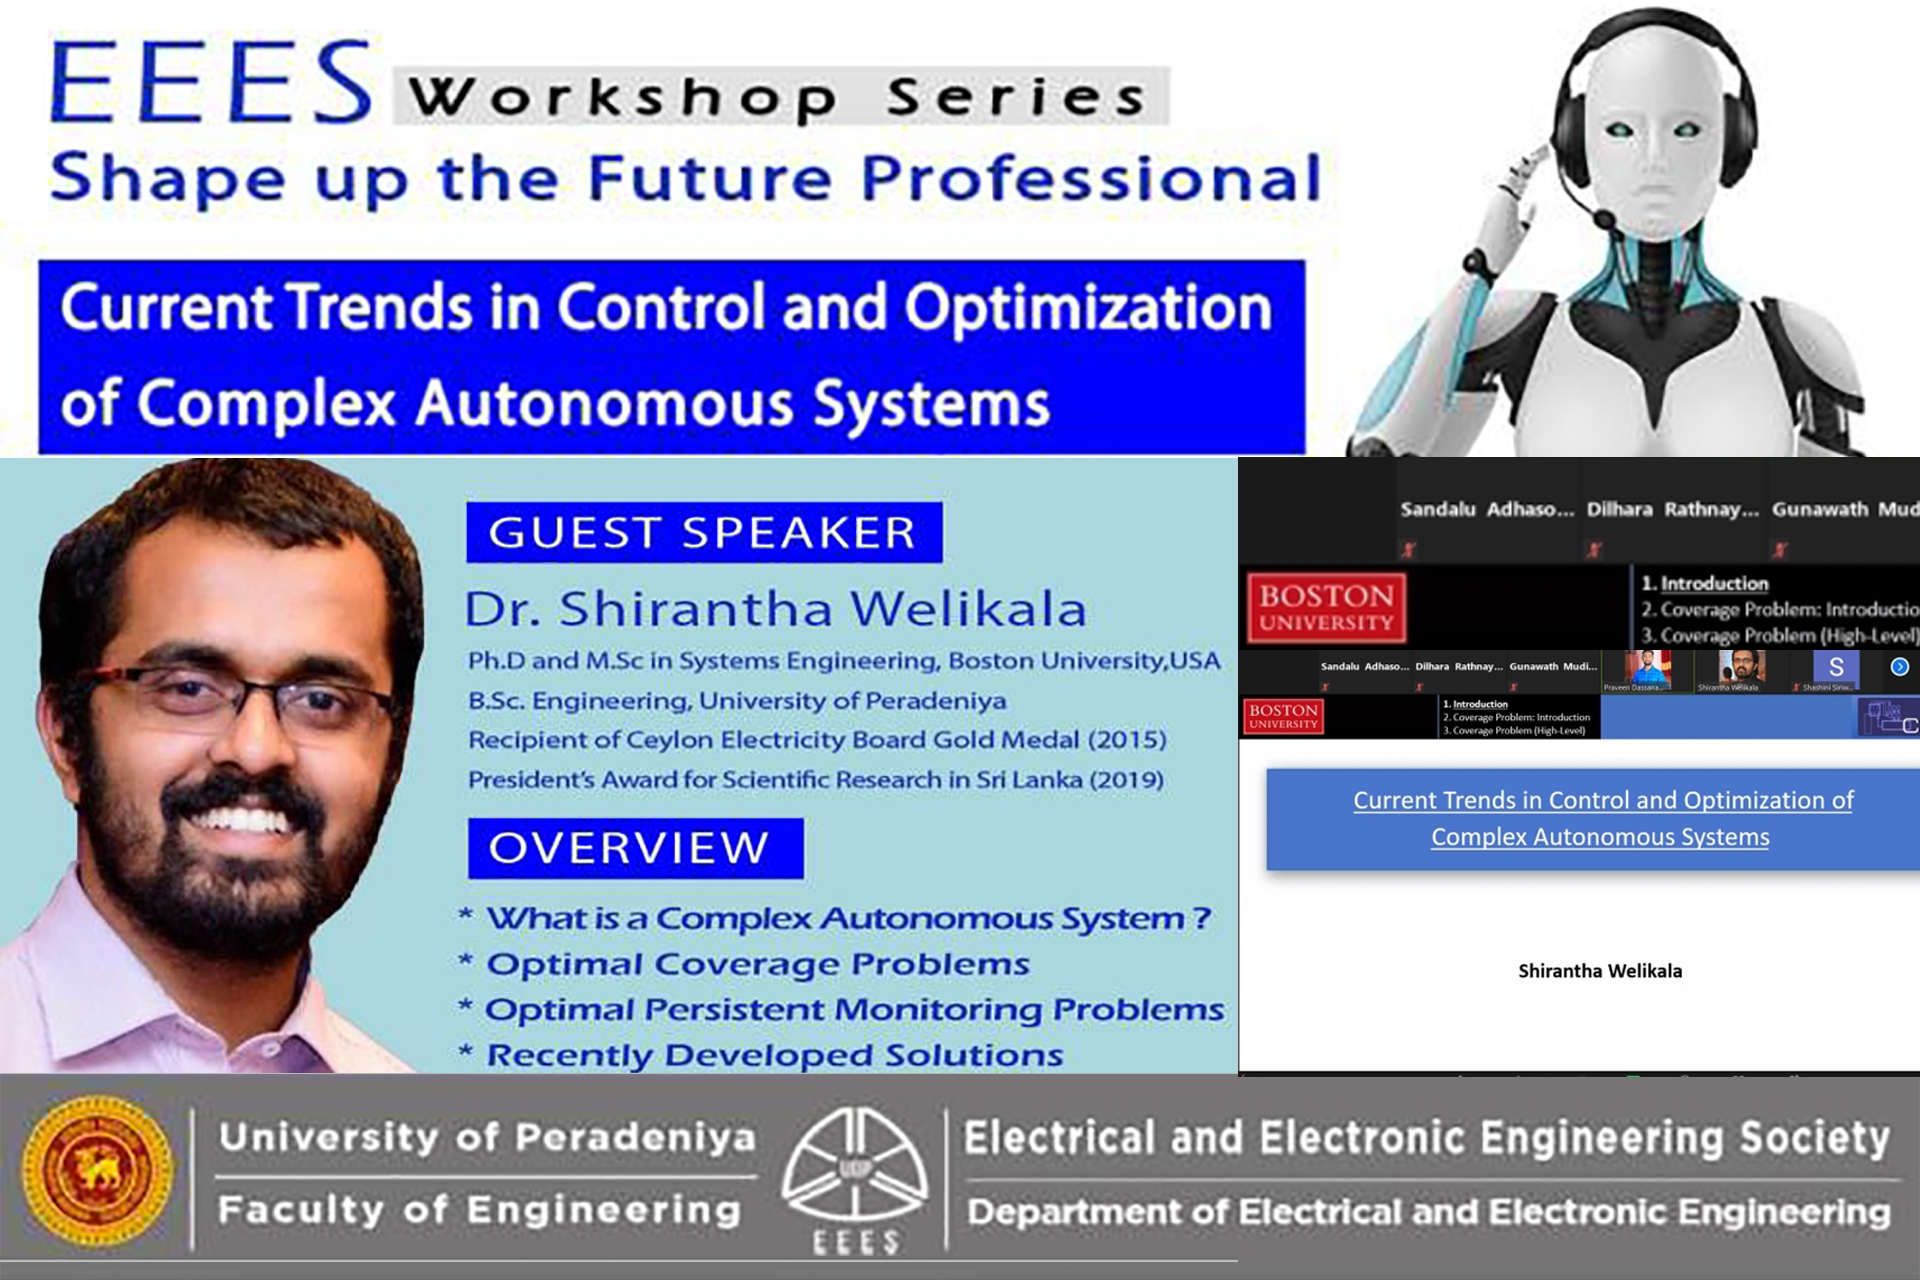 EEES Workshop Series
Shape up the Future Professional
Current Trends in Control and Optimization
of Complex Autonomous Systems
GUEST SPEAKER
Dr. Shirantha Welikala
Ph.D and M.Sc in Systems Engineering, Boston University,USA
B.Sc. Engineering, University of Peradeniya
Recipient of Ceylon Electricity Board Gold Medal (2015)
President's Award for Scientific Research in Sri Lanka (2019)
OVERVIEW
* What is a Complex Autonomous System ?
* Optimal Coverage Problems
* Optimal Persistent Monitoring Problems
* Recently Developed Solutions
Sandalu Adhaso... Dilhara Rathnay... Gunawath Mud
BOSTON
UNIVERSITY
1. Introduction
2. Coverage Problem: Introductio
3. Coverage Problem (High-Level)
Sandalu Adhaso... Dilhara Rathnay... Gunawath Mudi...
Praveen Dassana... Shirantha Welikala S Shashini Siriw...
BOSTON
UNIVERSITY
1. Introduction
2. Coverage Problem: Introduction
3. Coverage Problem (High-Level)
C
Current Trends in Control and Optimization of
Complex Autonomous Systems
Shirantha Welikala
University of Peradeniya
Faculty of Engineering
UOP
EEES
Electrical and Electronic Engineering Society
Department of Electrical and Electronic Engineering